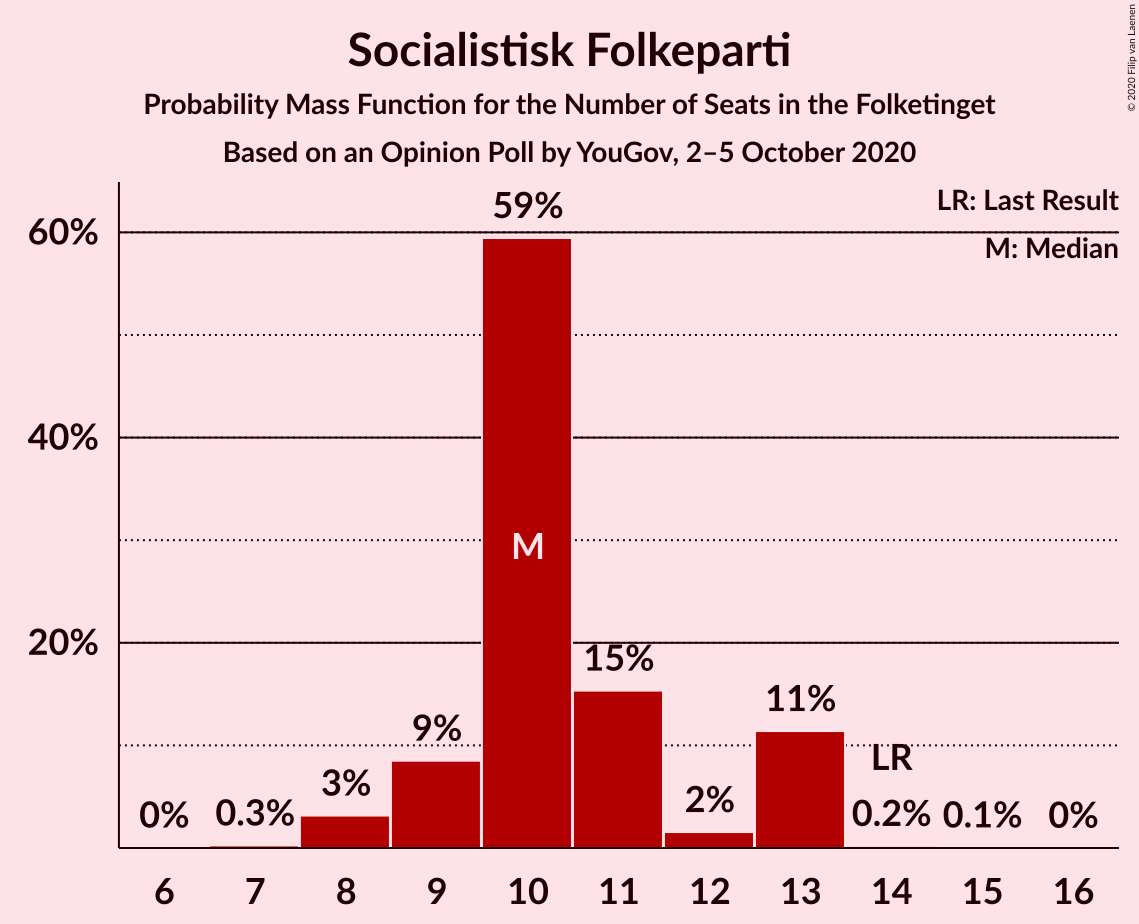 Socialistisk Folkeparti
Probability Mass Function for the Number of Seats in the Folketinget
Based on an Opinion Poll by YouGov, 2–5 October 2020
© 2020 Filip van Laenen
LR: Last Result
M: Median
60%
40%
20%
0%
0.3%
3%
9%
59%
M
15%
2%
11%
LR
0.2%
0.1%
0%
6 7 8 9 10 11 12 13 14 15 16